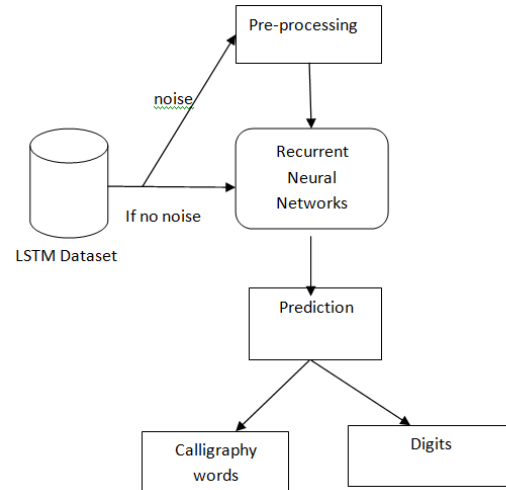 Pre-processing
noise
Recurrent
Neural
Networks
If no noise
LSTM Dataset
Prediction
Calligraphy
words
Digits